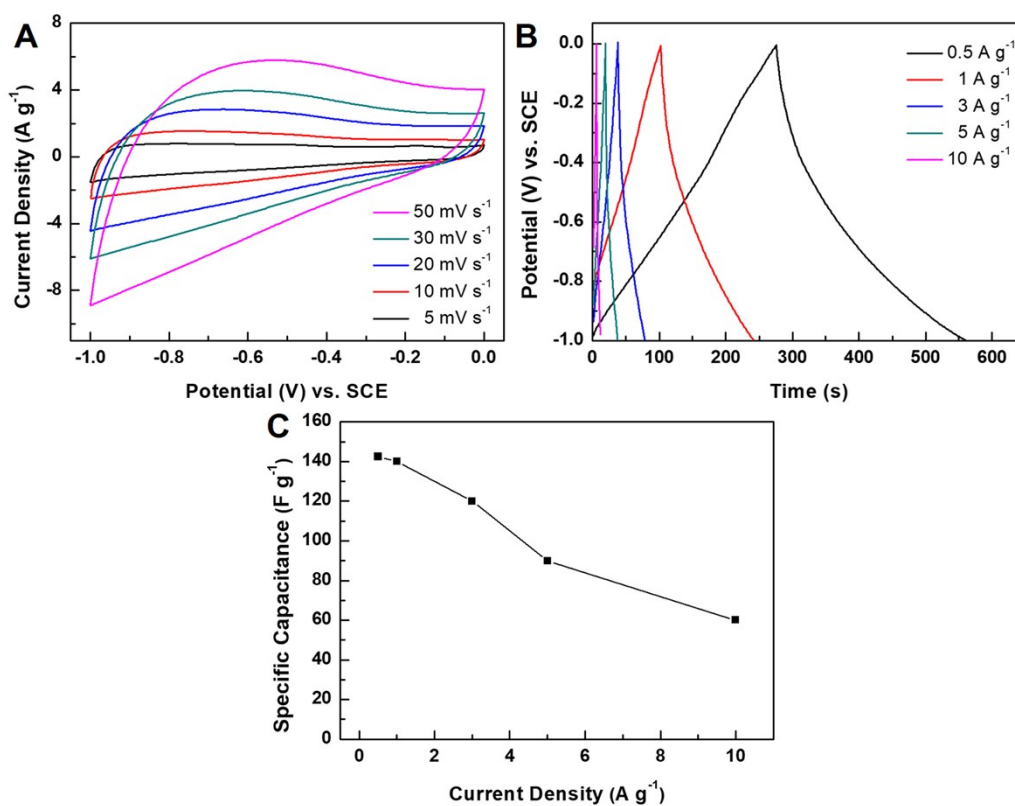 A
8
4
0
-4
-8
Current Density (A g⁻¹)
50 mV s⁻¹
30 mV s⁻¹
20 mV s⁻¹
10 mV s⁻¹
5 mV s⁻¹
-1.0 -0.8 -0.6 -0.4 -0.2 0.0
Potential (V) vs. SCE
B
0.0
-0.2
-0.4
-0.6
-0.8
-1.0
Potential (V) vs. SCE
0.5 A g⁻¹
1 A g⁻¹
3 A g⁻¹
5 A g⁻¹
10 A g⁻¹
0 100 200 300 400 500 600
Time (s)
C
160
140
120
100
80
60
40
20
0
Specific Capacitance (F g⁻¹)
0 2 4 6 8 10
Current Density (A g⁻¹)